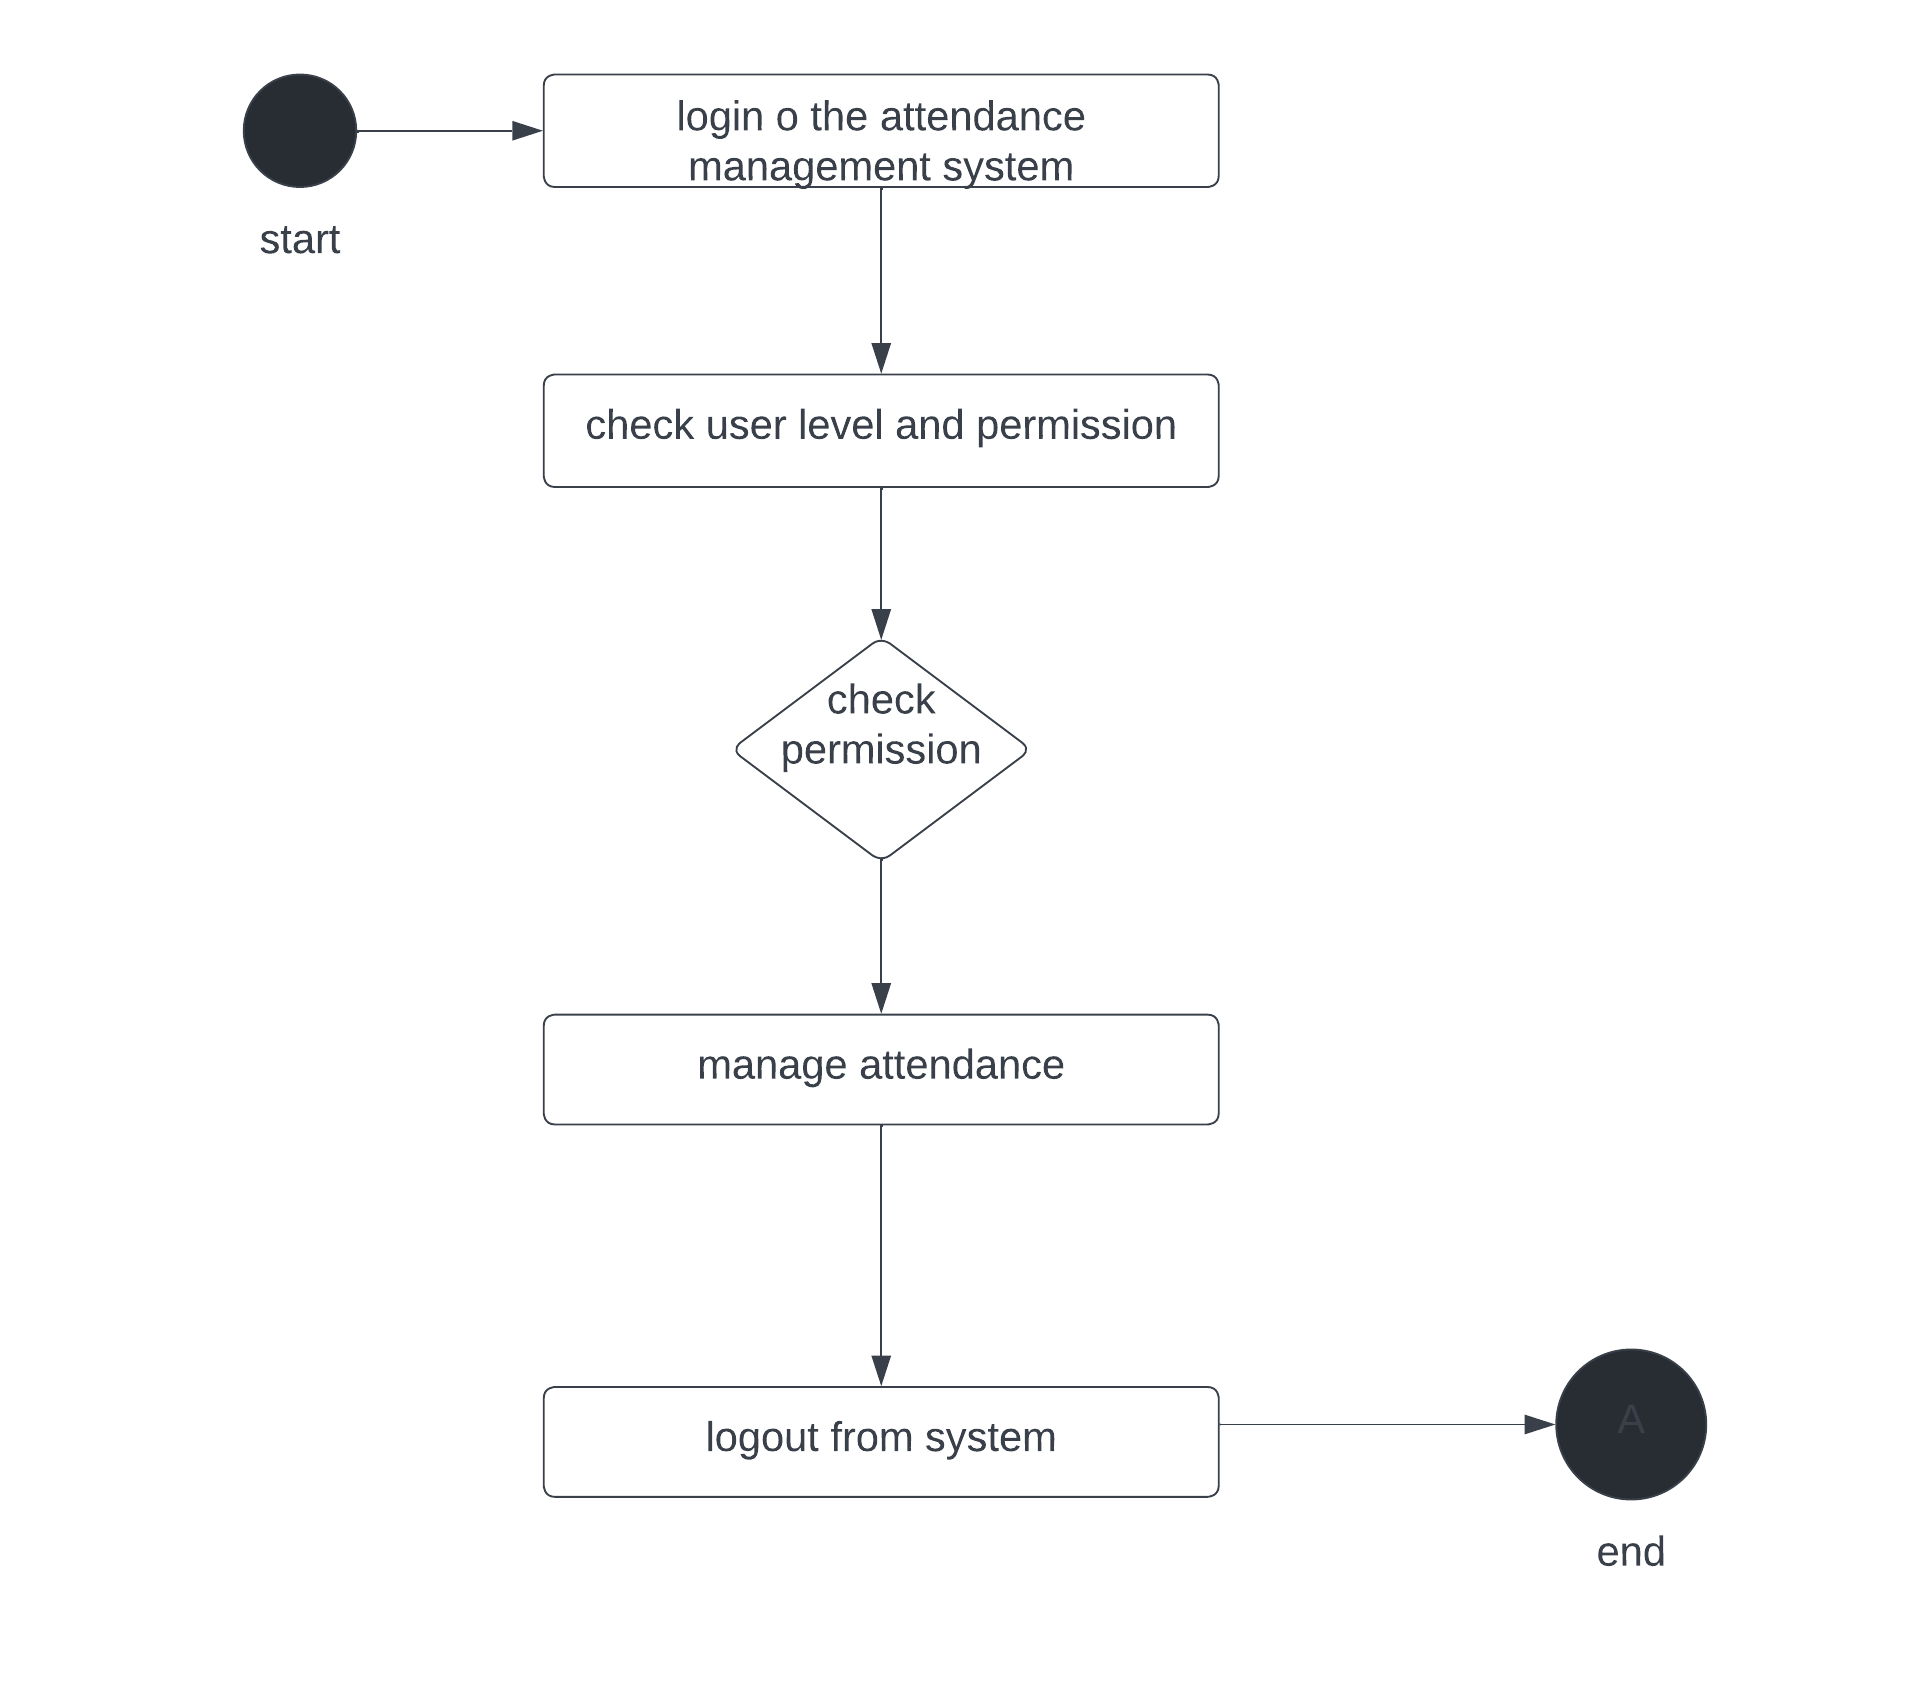 login o the attendance
management system
start
check user level and permission
check
permission
manage attendance
logout from system
A
end